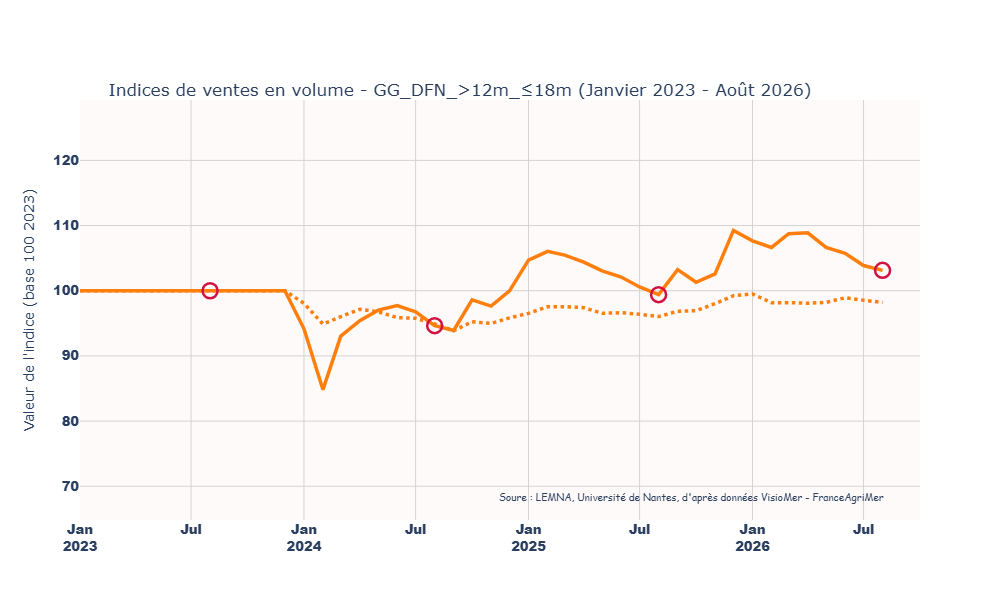 Indices de ventes en volume - GG_DFN_>12m_≤18m (Janvier 2023 - Août 2026)
Valeur de l'indice (base 100 2023)
120
110
100
90
80
70
Soure : LEMNA, Université de Nantes, d'après données VisioMer - FranceAgriMer
Jan Jul Jan Jul Jan Jul Jan Jul
2023 2024 2025 2026